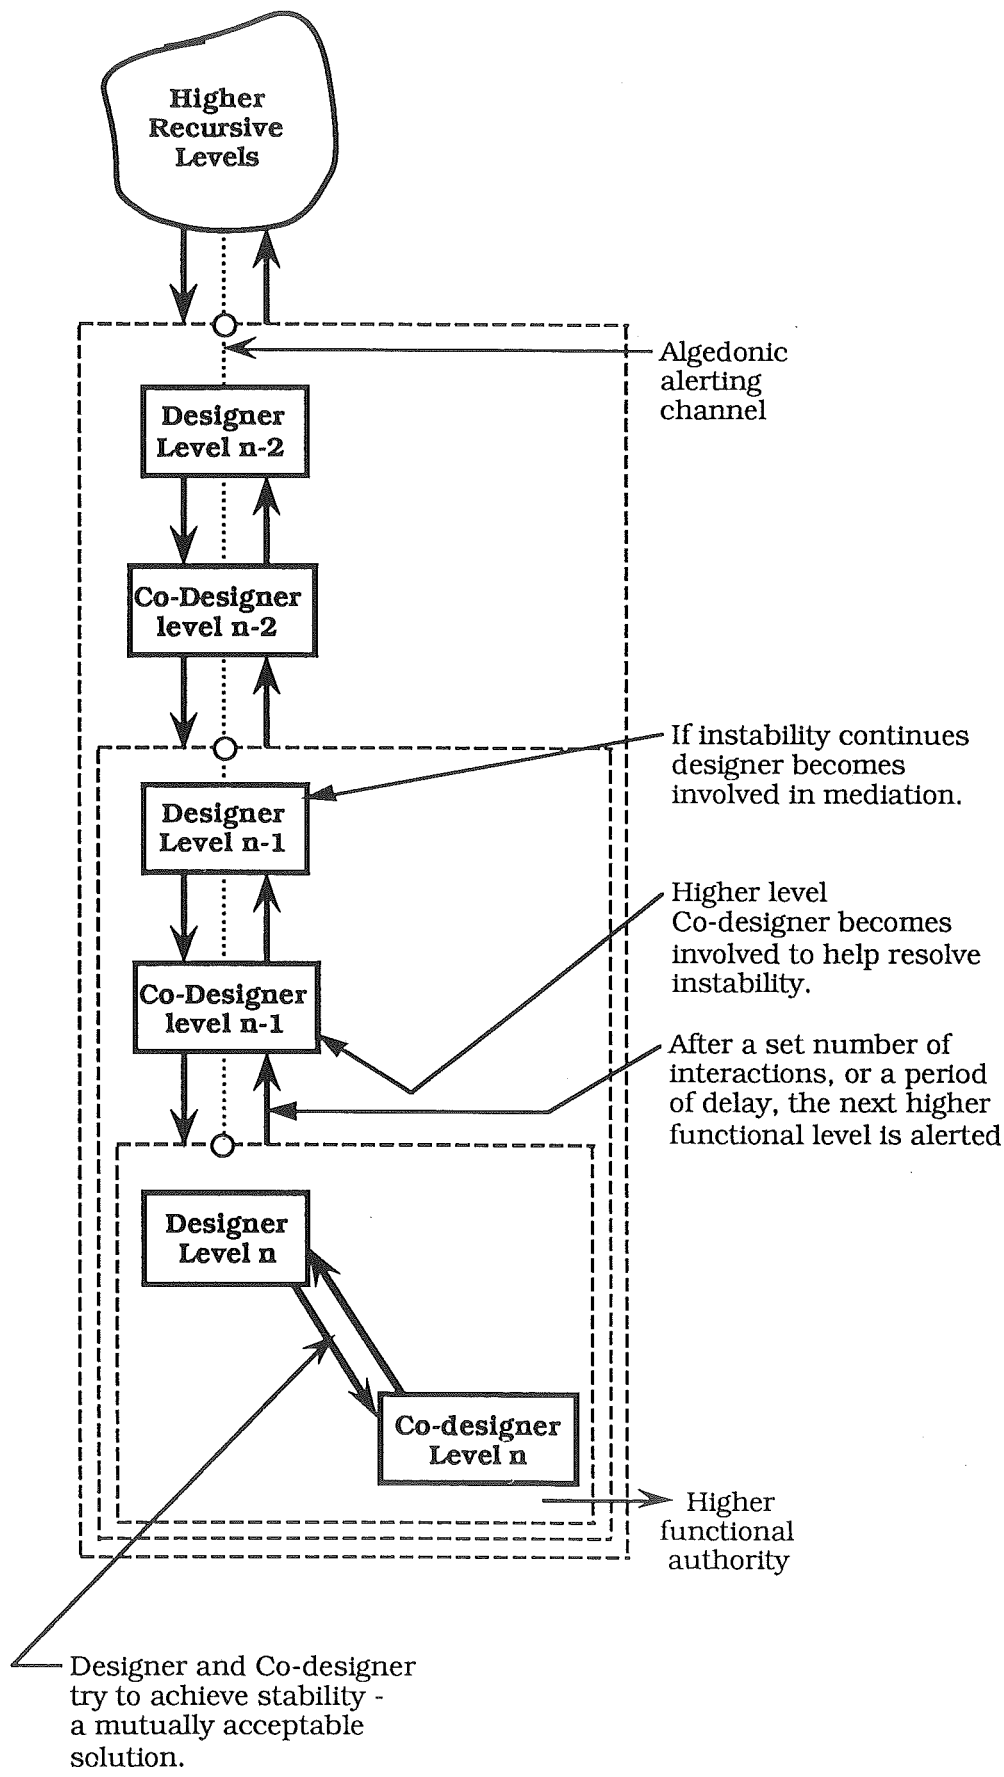 Higher
Recursive
Levels
Algedonic
alerting
channel
Designer
Level n-2
Co-Designer
level n-2
If instability continues
designer becomes
involved in mediation.
Designer
Level n-1
Higher level
Co-designer becomes
involved to help resolve
instability.
Co-Designer
level n-1
After a set number of
interactions, or a period
of delay, the next higher
functional level is alerted
Designer
Level n
Co-designer
Level n
Higher
functional
authority
Designer and Co-designer
try to achieve stability -
a mutually acceptable
solution.